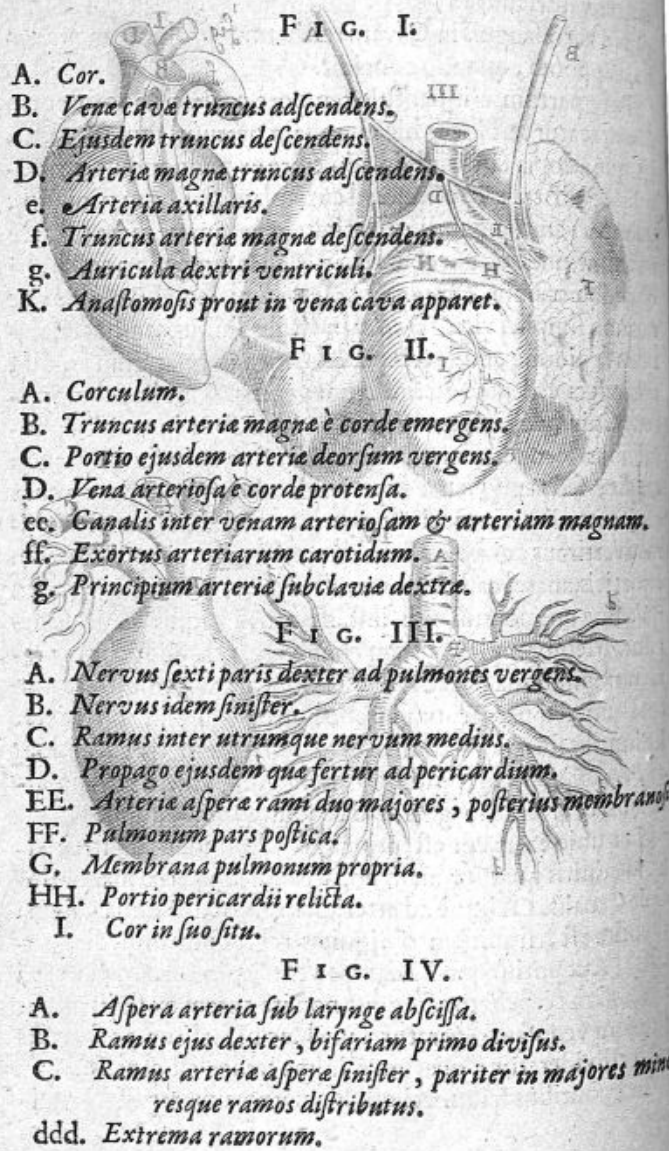 FIG. I.
A. Cor.
B. Venæ cavæ truncus adſcendens.
C. Ejusdem truncus deſcendens.
D. Arteriæ magnæ truncus adſcendens.
e. Arteria axillaris.
f. Truncus arteriæ magnæ deſcendens.
g. Auricula dextri ventriculi.
K. Anaſtomoſis prout in vena cava apparet.
FIG. II.
A. Corculum.
B. Truncus arteriæ magnæ è corde emergens.
C. Portio ejusdem arteriæ deorſum vergens.
D. Vena arterioſa è corde protenſa.
ee. Canalis inter venam arterioſam & arteriam magnam.
ff. Exortus arteriarum carotidum.
g. Principium arteriæ ſubclaviæ dextræ.
FIG. III.
A. Nervus ſexti paris dexter ad pulmones vergens.
B. Nervus idem ſiniſter.
C. Ramus inter utrumque nervum medius.
D. Propago ejusdem quæ fertur ad pericardium.
EE. Arteriæ aſperæ rami duo majores, poſterius
FF. Pulmonum pars poſtica.
G. Membrana pulmonum propria.
HH. Portio pericardii relicta.
I. Cor in ſuo ſitu.
FIG. IV.
A. Aſpera arteria ſub larynge abſciſſa.
B. Ramus ejus dexter, bifariam primo diviſus.
C. Ramus arteriæ aſperæ ſiniſter, pariter in majores
resque ramos diſtributus.
ddd. Extrema ramorum.